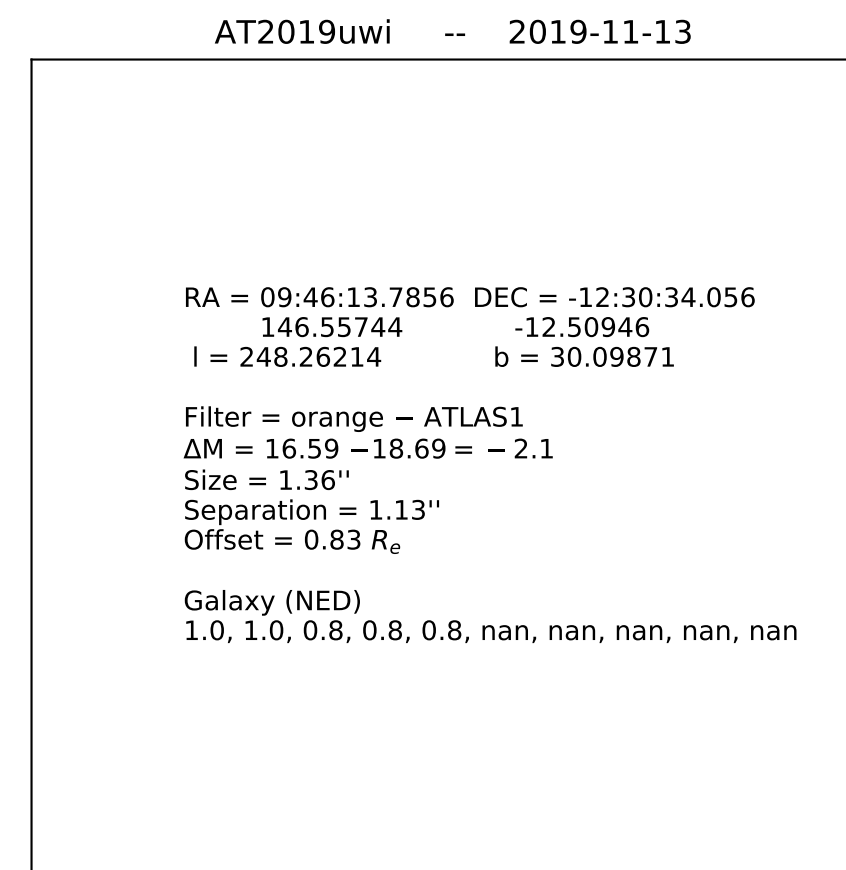 AT2019uwi -- 2019-11-13
RA = 09:46:13.7856 DEC = -12:30:34.056
146.55744 -12.50946
l = 248.26214 b = 30.09871
Filter = orange − ATLAS1
ΔM = 16.59 −18.69 = − 2.1
Size = 1.36''
Separation = 1.13''
Offset = 0.83 Re
Galaxy (NED)
1.0, 1.0, 0.8, 0.8, 0.8, nan, nan, nan, nan, nan